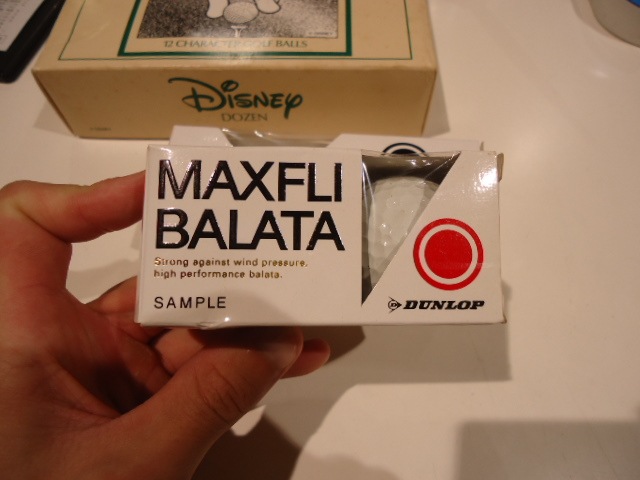 12 CHARACTER GOLF BALLS
Disney
DOZEN
MAXFLI
BALATA
Strong against wind pressure.
high performance balata.
SAMPLE
DUNLOP